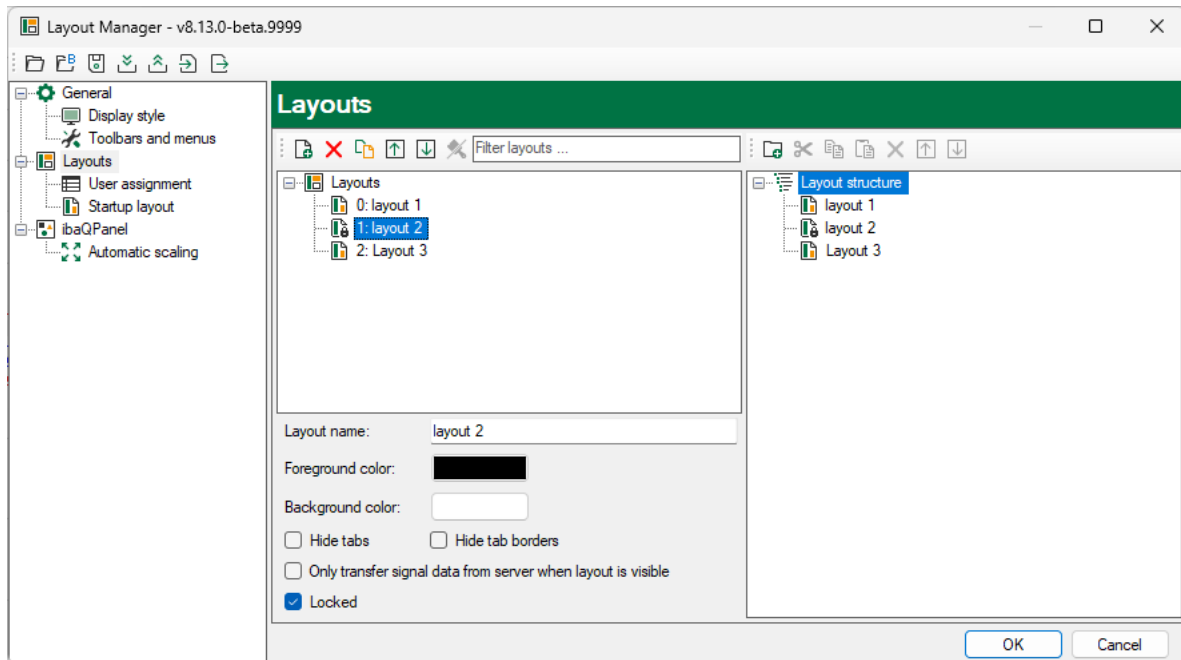 Layout Manager - v8.13.0-beta.9999
B
General
Display style
Toolbars and menus
Layouts
User assignment
Startup layout
ibaQPanel
Automatic scaling
Layouts
Filter layouts ...
Layouts
0: layout 1
1: layout 2
2: Layout 3
Layout name: layout 2
Foreground color:
Background color:
Hide tabs Hide tab borders
Only transfer signal data from server when layout is visible
Locked
Layout structure
layout 1
layout 2
Layout 3
OK Cancel